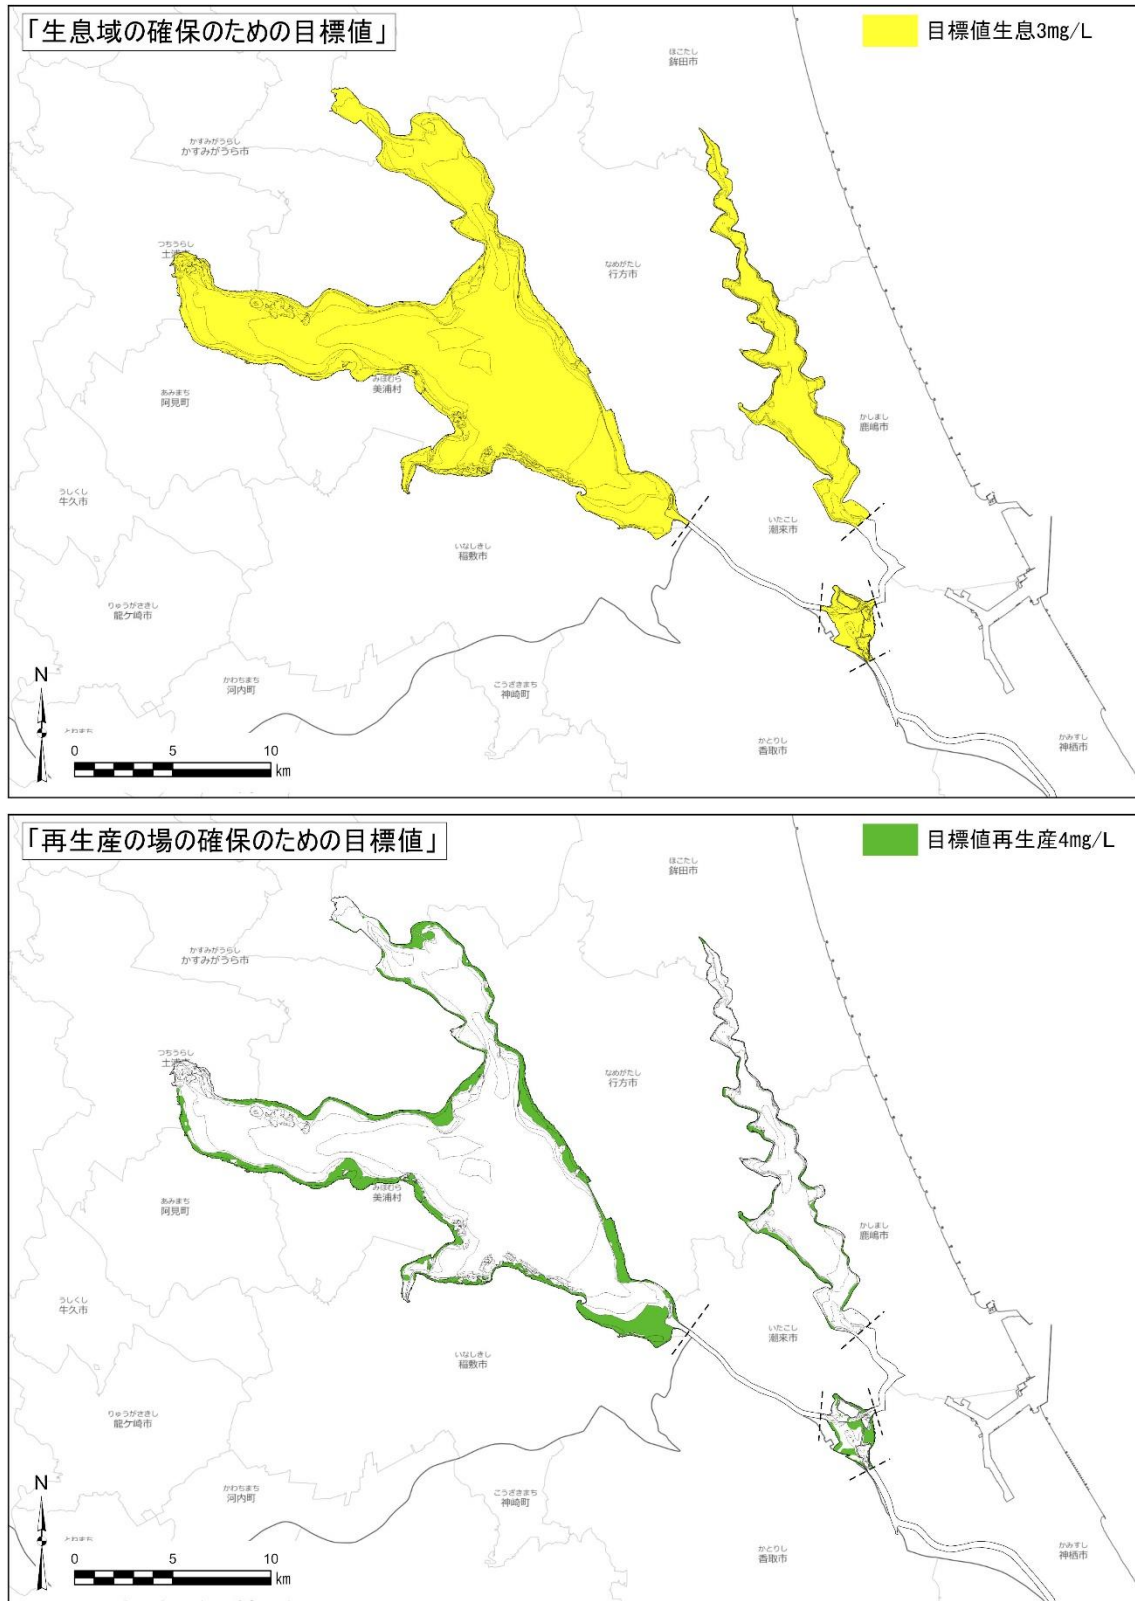 「生息域の確保のための目標値」
目標値生息3mg/L
ほこたし
鉾田市
かすみがうらし
かすみがうら市
つちうらし
なめがたし
行方市
みほむら
美浦村
あみまち
阿見町
かしまし
鹿嶋市
うしくし
牛久市
いたこし
潮来市
いなしきし
稲敷市
りゅうがさきし
龍ケ崎市
かわちまち
河内町
こうざきまち
神崎町
かとりし
香取市
かみすし
神栖市
N
とねまち
0 5 10
km
「再生産の場の確保のための目標値」
目標値再生産4mg/L
ほこたし
鉾田市
かすみがうらし
かすみがうら市
つちうらし
なめがたし
行方市
みほむら
美浦村
あみまち
阿見町
かしまし
鹿嶋市
うしくし
牛久市
いたこし
潮来市
いなしきし
稲敷市
りゅうがさきし
龍ケ崎市
かわちまち
河内町
こうざきまち
神崎町
かとりし
香取市
かみすし
神栖市
N
0 5 10
km